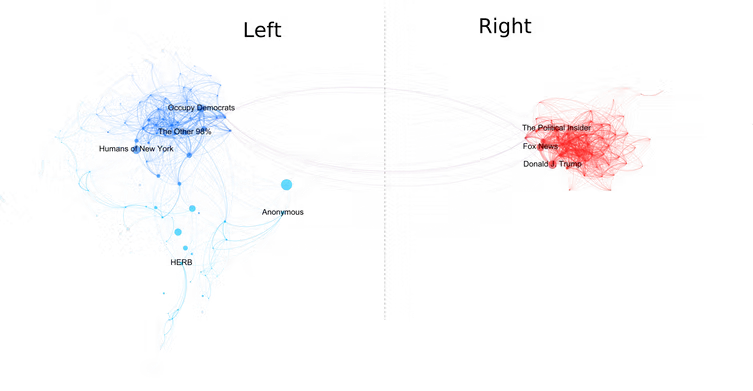 Left
Right
Occupy Democrats
The Other 98%
Humans of New York
Anonymous
HERB
The Political Insider
Fox News
Donald J. Trump